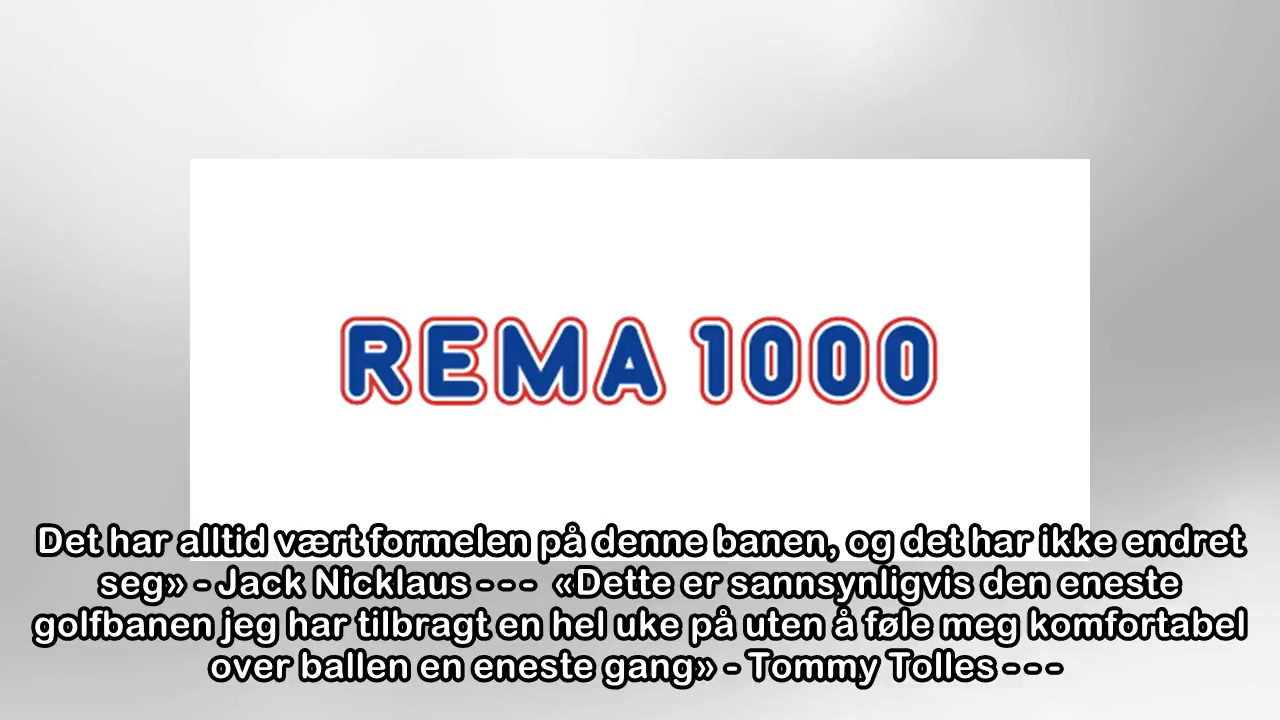 REMA 1000
Det har alltid vært formelen på denne banen, og det har ikke endret
seg» - Jack Nicklaus - - - «Dette er sannsynligvis den eneste
golfbanen jeg har tilbragt en hel uke på uten å føle meg komfortabel
over ballen en eneste gang» - Tommy Tolles - - -